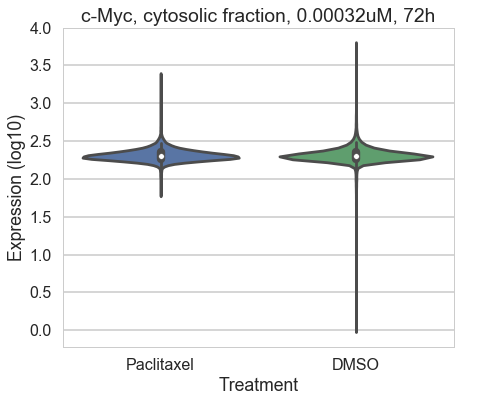 c-Myc, cytosolic fraction, 0.00032uM, 72h
4.0
3.5
3.0
2.5
2.0
1.5
1.0
0.5
0.0
Expression (log10)
Paclitaxel DMSO
Treatment